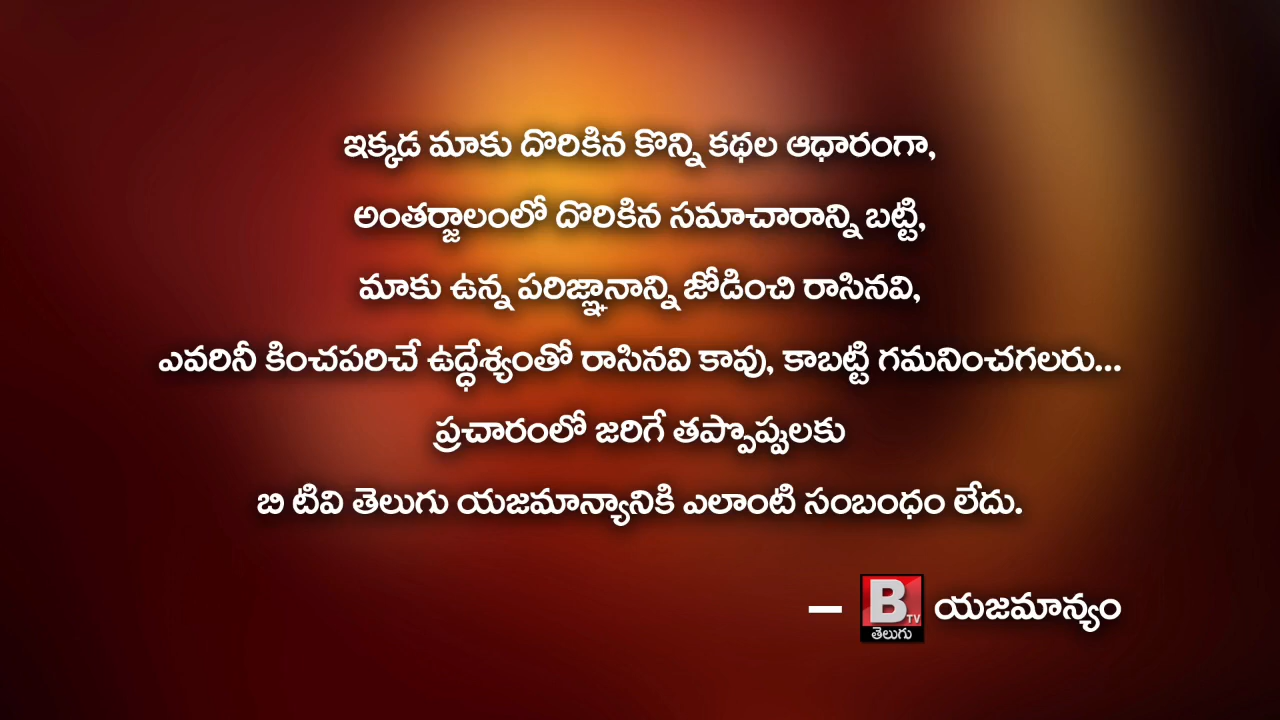 ఇక్కడ మాకు దొరికిన కొన్ని కథల ఆధారంగా,
అంతర్జాలంలో దొరికిన సమాచారాన్ని బట్టి,
మాకు ఉన్న పరిజ్ఞానాన్ని జోడించి రాసినవి,
ఎవరినీ కించపరిచే ఉద్ధేశ్యంతో రాసినవి కావు, కాబట్టి గమనించగలరు...
ప్రచారంలో జరిగే తప్పొప్పులకు
బి టివి తెలుగు యజమాన్యానికి ఎలాంటి సంబంధం లేదు.
– B TV తెలుగు యజమాన్యం